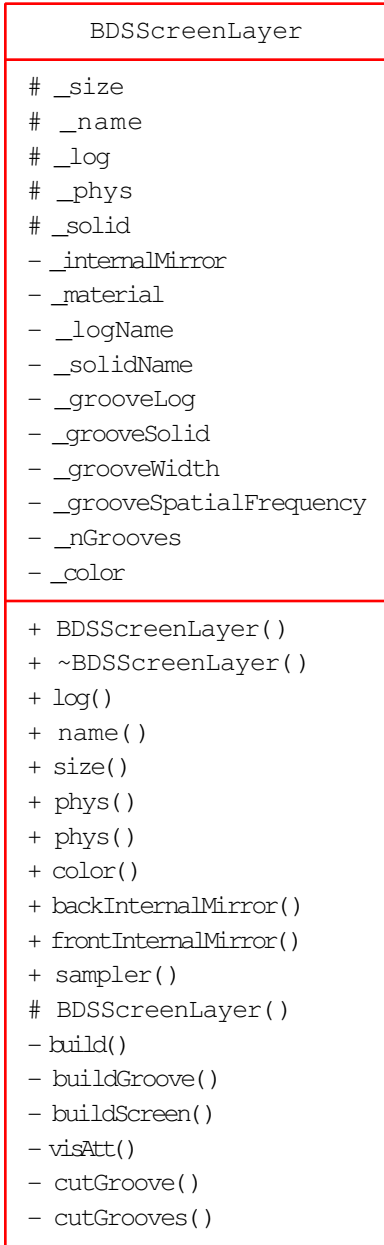 BDSScreenLayer
# _size
# _name
# _log
# _phys
# _solid
- _internalMirror
- _material
- _logName
- _solidName
- _grooveLog
- _grooveSolid
- _grooveWidth
- _grooveSpatialFrequency
- _nGrooves
- _color
+ BDSScreenLayer()
+ ~BDSScreenLayer()
+ log()
+ name()
+ size()
+ phys()
+ phys()
+ color()
+ backInternalMirror()
+ frontInternalMirror()
+ sampler()
# BDSScreenLayer()
- build()
- buildGroove()
- buildScreen()
- visAtt()
- cutGroove()
- cutGrooves()